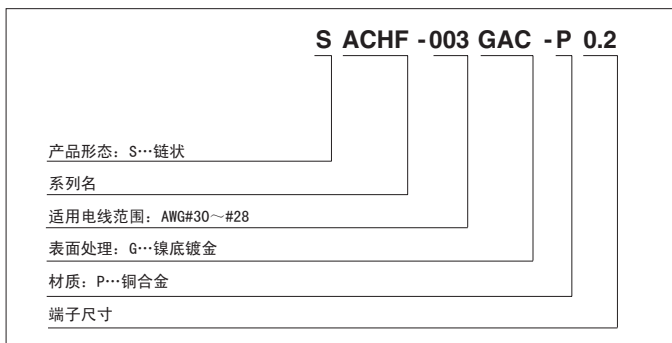 S ACHF -003 GAC -P 0.2
产品形态：S…链状
系列名
适用电线范围：AWG#30～#28
表面处理：G…镍底镀金
材质：P…铜合金
端子尺寸